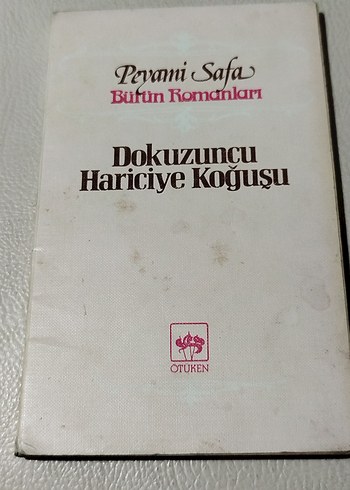 Peyami Safa
Bütün Romanları
Dokuzuncu
Hariciye Koğuşu
ÖTÜKEN